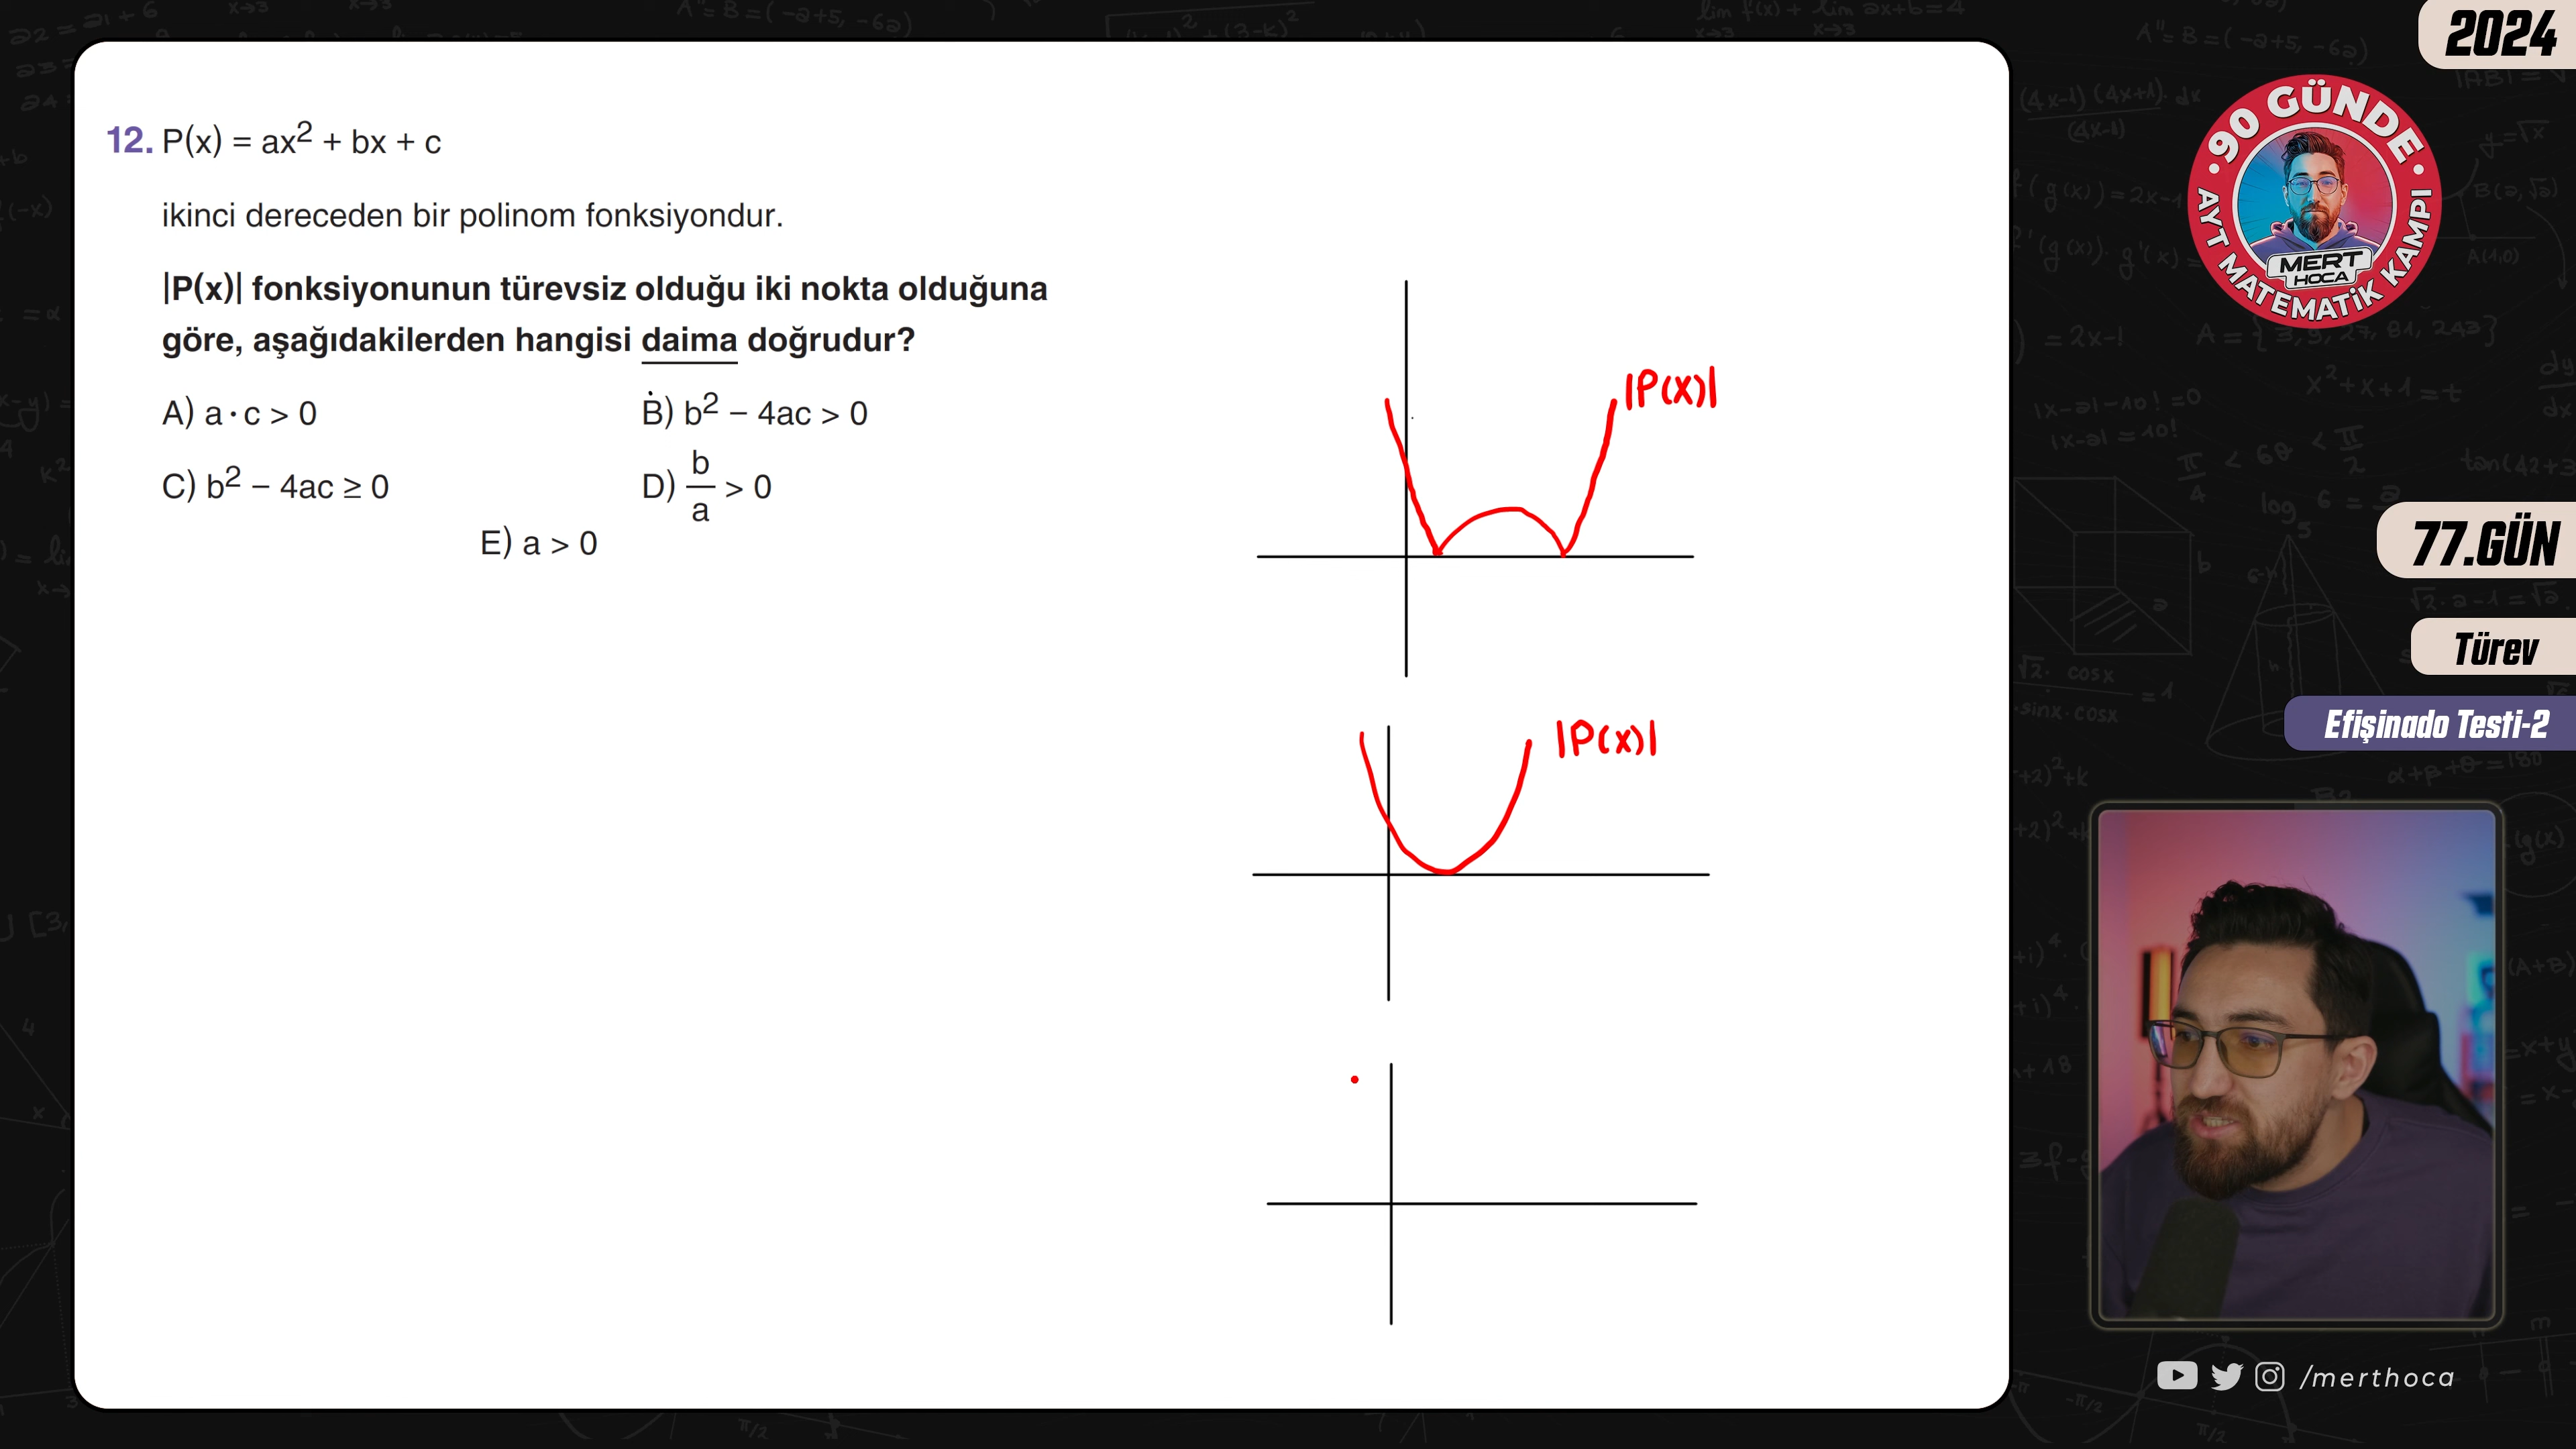 2024
90 GÜNDE
AYT MATEMATİK KAMPI
MERT
HOCA
12. P(x) = ax² + bx + c
ikinci dereceden bir polinom fonksiyondur.
|P(x)| fonksiyonunun türevsiz olduğu iki nokta olduğuna
göre, aşağıdakilerden hangisi daima doğrudur?
A) a · c > 0
B) b² − 4ac > 0
C) b² − 4ac ≥ 0
D) b/a > 0
E) a > 0
|P(x)|
|P(x)|
77.GÜN
Türev
Efişinado Testi-2
/merthoca